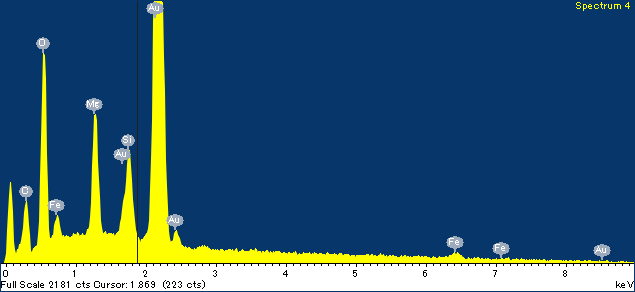 Spectrum 4
Au
O
Mg
Si
Au
O
Fe
Au
Fe
Fe
Au
0 1 2 3 4 5 6 7 8
Full Scale 2181 cts Cursor: 1.869 (223 cts) keV